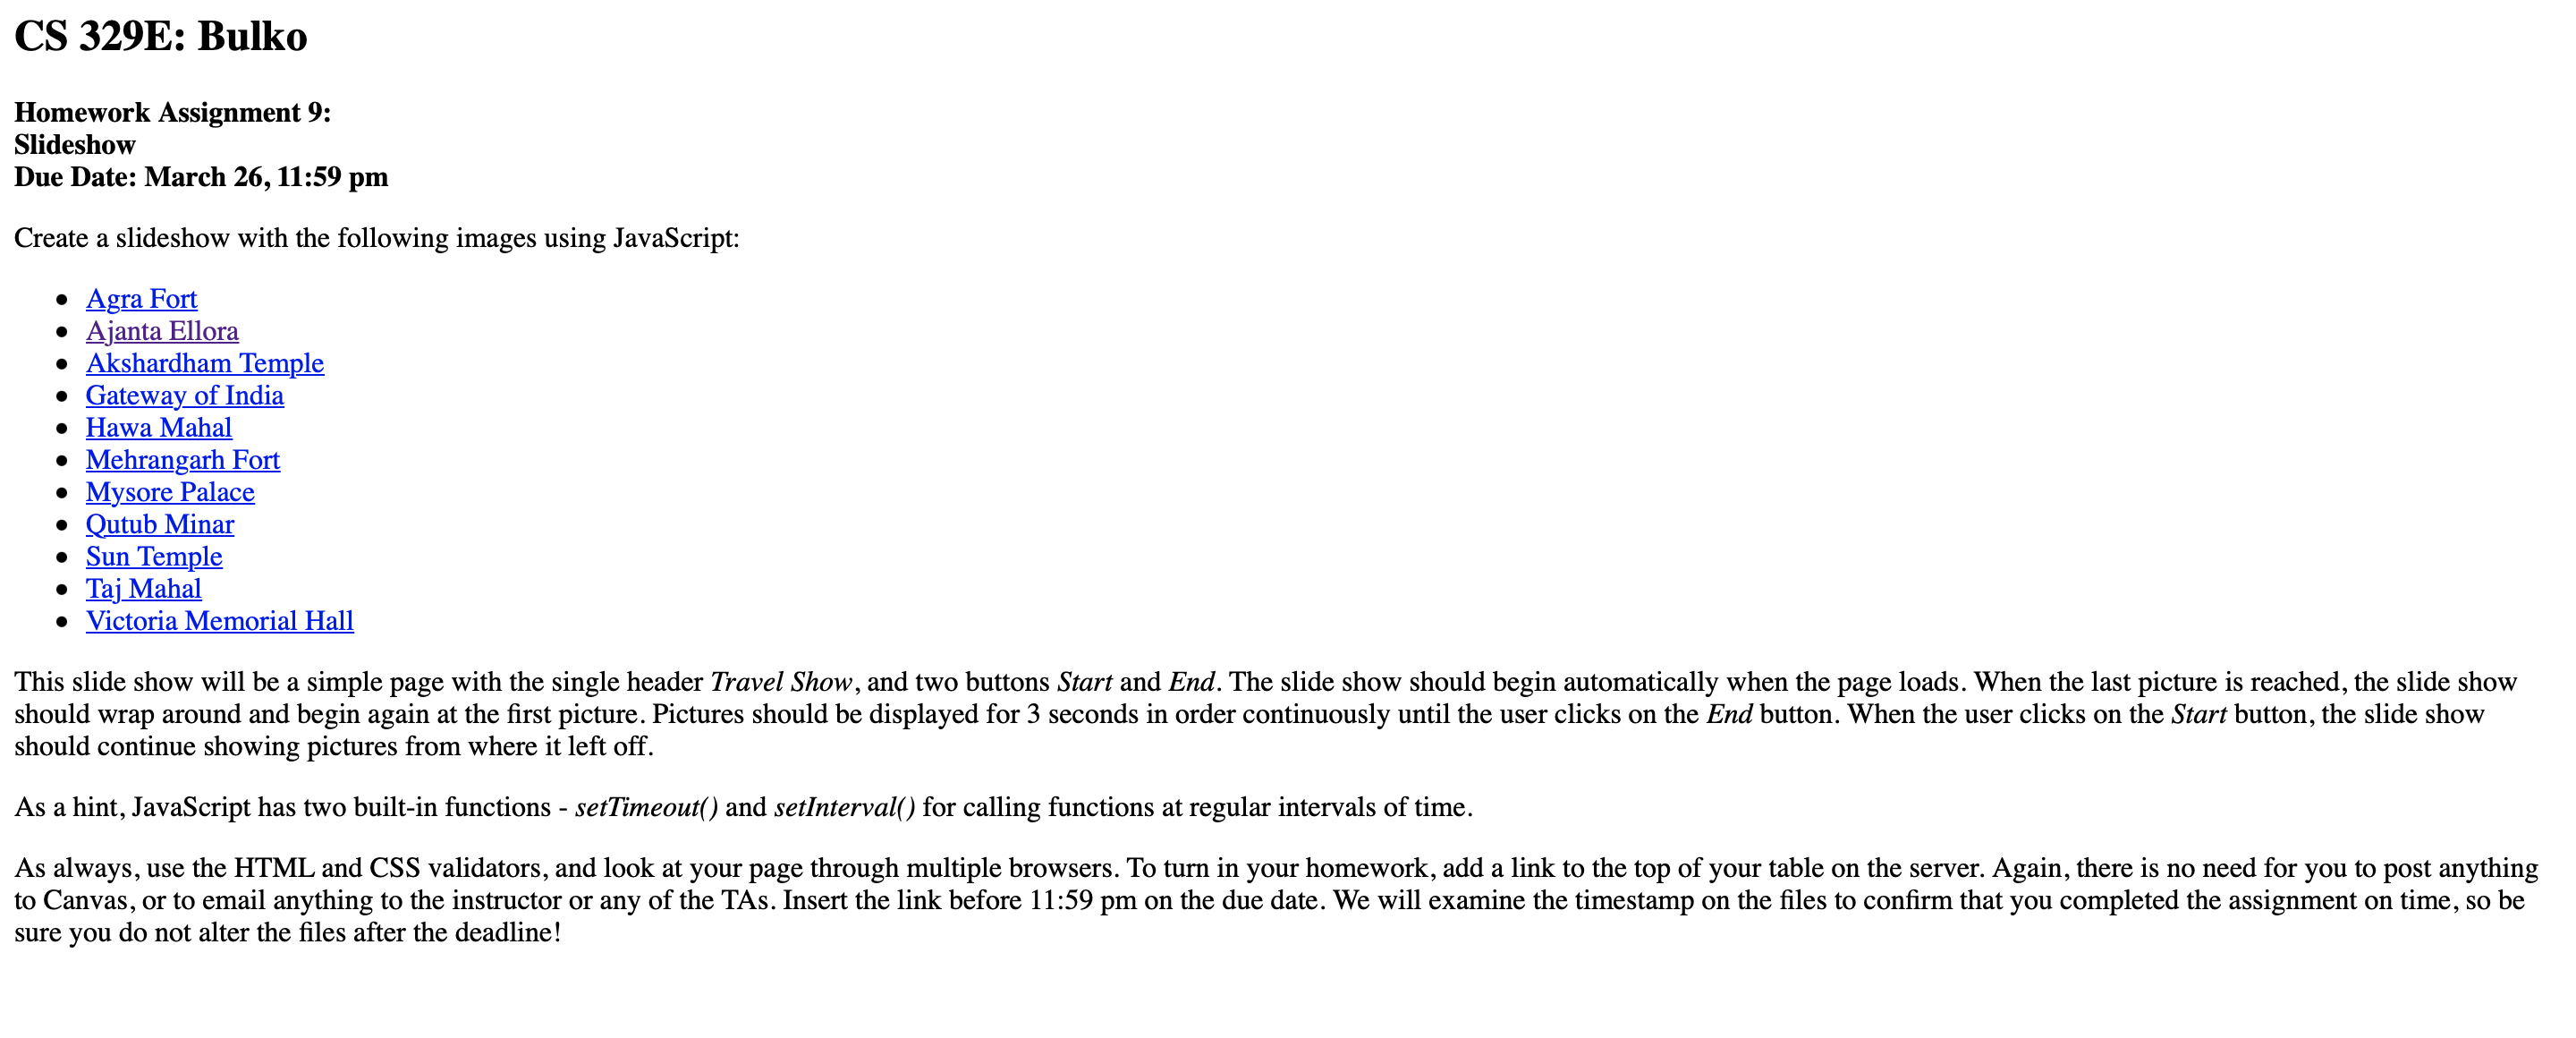 CS 329E: Bulko
Homework Assignment 9:
Slideshow
Due Date: March 26, 11:59 pm
Create a slideshow with the following images using JavaScript:
• Agra Fort
• Ajanta Ellora
• Akshardham Temple
• Gateway of India
• Hawa Mahal
• Mehrangarh Fort
• Mysore Palace
• Qutub Minar
• Sun Temple
• Taj Mahal
• Victoria Memorial Hall
This slide show will be a simple page with the single header Travel Show, and two buttons Start and End. The slide show should begin automatically when the page loads. When the last picture is reached, the slide show
should wrap around and begin again at the first picture. Pictures should be displayed for 3 seconds in order continuously until the user clicks on the End button. When the user clicks on the Start button, the slide show
should continue showing pictures from where it left off.
As a hint, JavaScript has two built-in functions - setTimeout() and setInterval() for calling functions at regular intervals of time.
As always, use the HTML and CSS validators, and look at your page through multiple browsers. To turn in your homework, add a link to the top of your table on the server. Again, there is no need for you to post anything
to Canvas, or to email anything to the instructor or any of the TAs. Insert the link before 11:59 pm on the due date. We will examine the timestamp on the files to confirm that you completed the assignment on time, so be
sure you do not alter the files after the deadline!